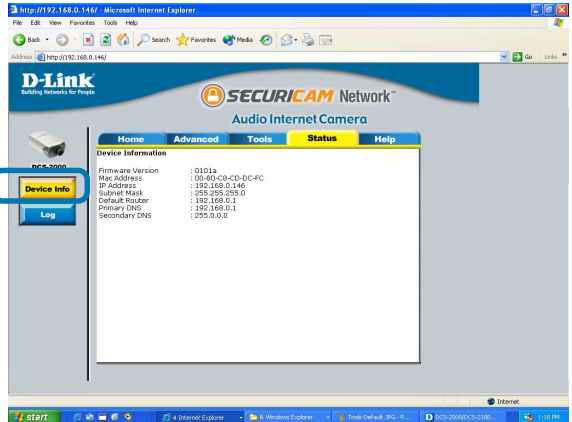 http://192.168.0.146/ - Microsoft Internet Explorer
File Edit View Favorites Tools Help
Back Search Favorites Media
Address http://192.168.0.146/ Go Links »
D-Link
Building Networks for People
SECURICAM Network™
Audio Internet Camera
Home Advanced Tools Status Help
DCS-2000
Device Info
Log
Device Information
Firmware Version : 0101a
Mac Address : 00-80-C8-CD-DC-FC
IP Address : 192.168.0.146
Subnet Mask : 255.255.255.0
Default Router : 192.168.0.1
Primary DNS : 192.168.0.1
Secondary DNS : 255.0.0.0
Internet
start 4 Internet Explorer 6 Windows Explorer Tools-Default.JPG - P... DCS-2000/DCS-2100... 1:18 PM